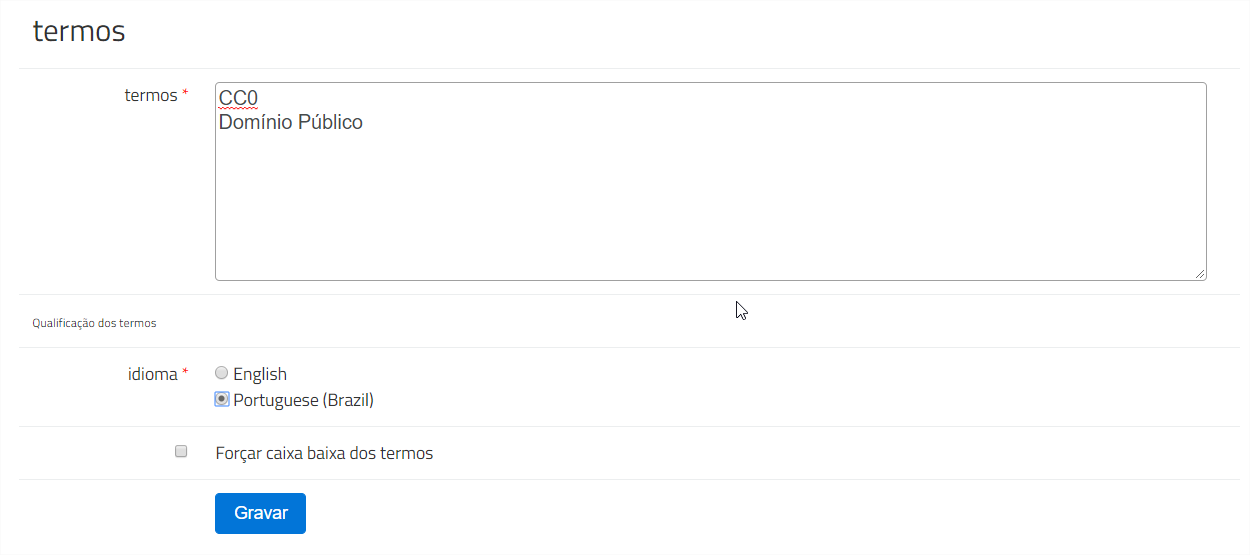 termos
termos *
CC0
Domínio Público
Qualificação dos termos
idioma *
English
Portuguese (Brazil)
Forçar caixa baixa dos termos
Gravar